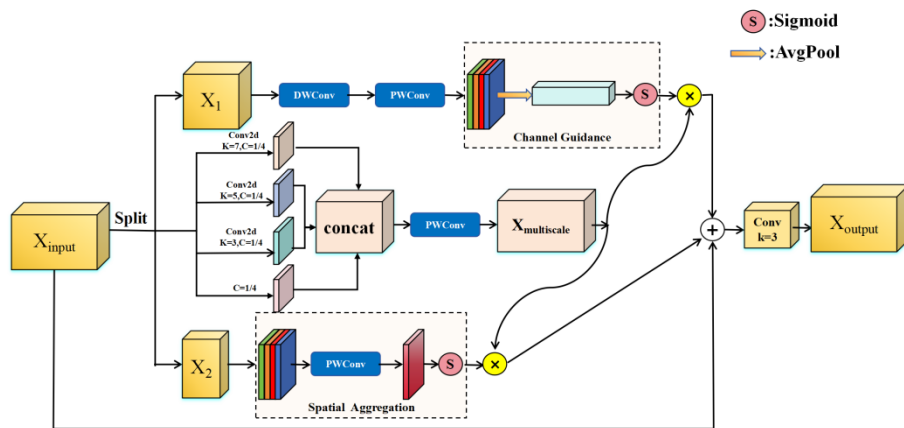 S :Sigmoid
:AvgPool
X1
DWConv
PWConv
S
×
Channel Guidance
Conv2d
K=7,C=1/4
Conv2d
K=5,C=1/4
Conv2d
K=3,C=1/4
C=1/4
concat
PWConv
Xmultiscale
Xinput
Split
+
Conv
k=3
Xoutput
X2
PWConv
S
×
Spatial Aggregation